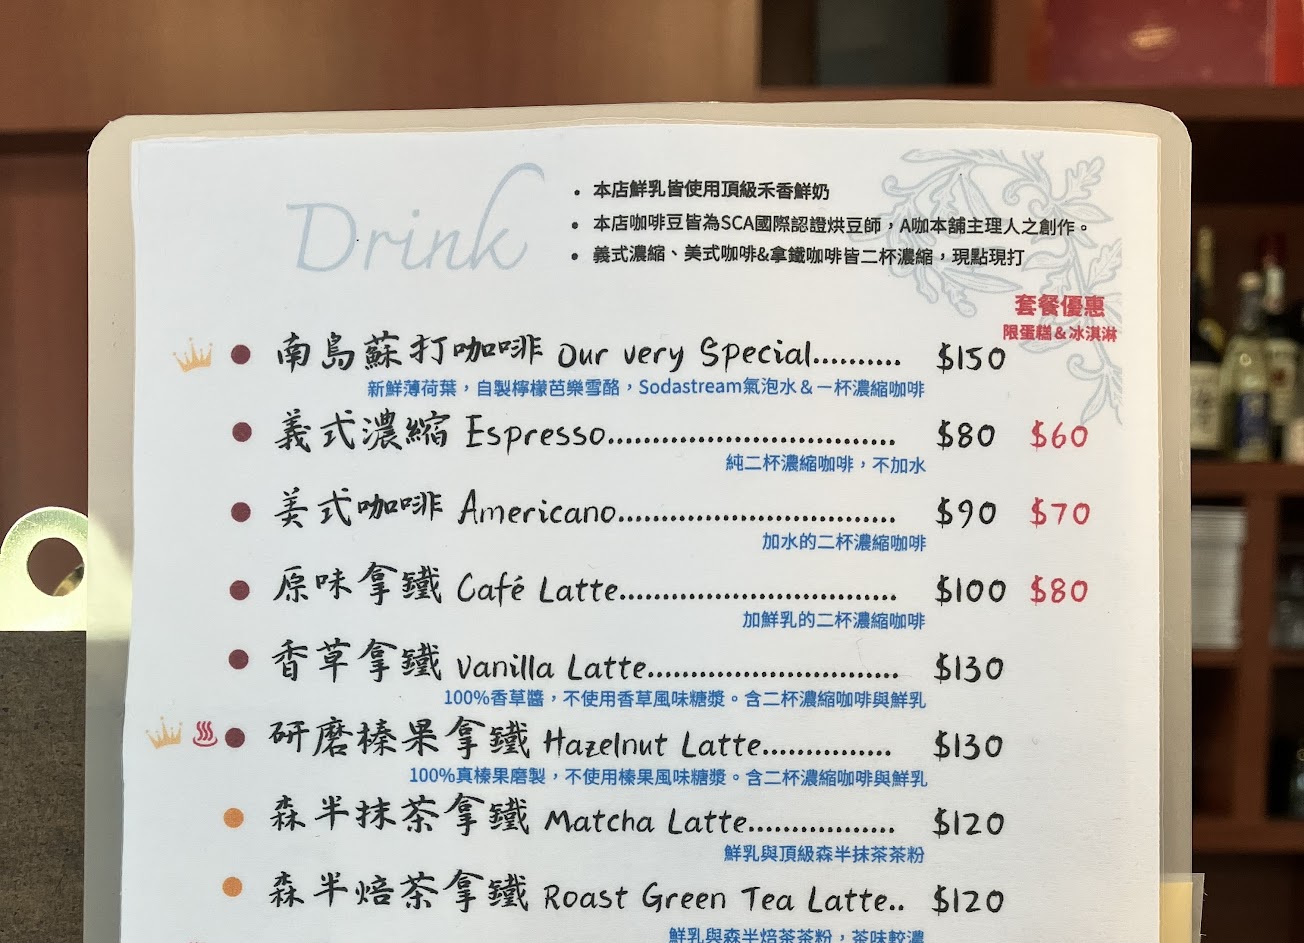 Drink
• 本店鮮乳皆使用頂級禾香鮮奶
• 本店咖啡豆皆為SCA國際認證烘豆師，A咖本舖主理人之創作。
• 義式濃縮、美式咖啡&拿鐵咖啡皆二杯濃縮，現點現打
套餐優惠
限蛋糕＆冰淇淋
南島蘇打咖啡 Our very Special.......... $150
新鮮薄荷葉，自製檸檬芭樂雪酪，Sodastream氣泡水＆一杯濃縮咖啡
義式濃縮 Espresso................................ $80 $60
純二杯濃縮咖啡，不加水
美式咖啡 Americano............................... $90 $70
加水的二杯濃縮咖啡
原味拿鐵 Café Latte............................... $100 $80
加鮮乳的二杯濃縮咖啡
香草拿鐵 Vanilla Latte............................ $130
100%香草醬，不使用香草風味糖漿。含二杯濃縮咖啡與鮮乳
研磨榛果拿鐵 Hazelnut Latte............... $130
100%真榛果磨製，不使用榛果風味糖漿。含二杯濃縮咖啡與鮮乳
森半抹茶拿鐵 Matcha Latte................. $120
鮮乳與頂級森半抹茶茶粉
森半焙茶拿鐵 Roast Green Tea Latte.. $120
鮮乳與森半焙茶茶粉，茶味較濃